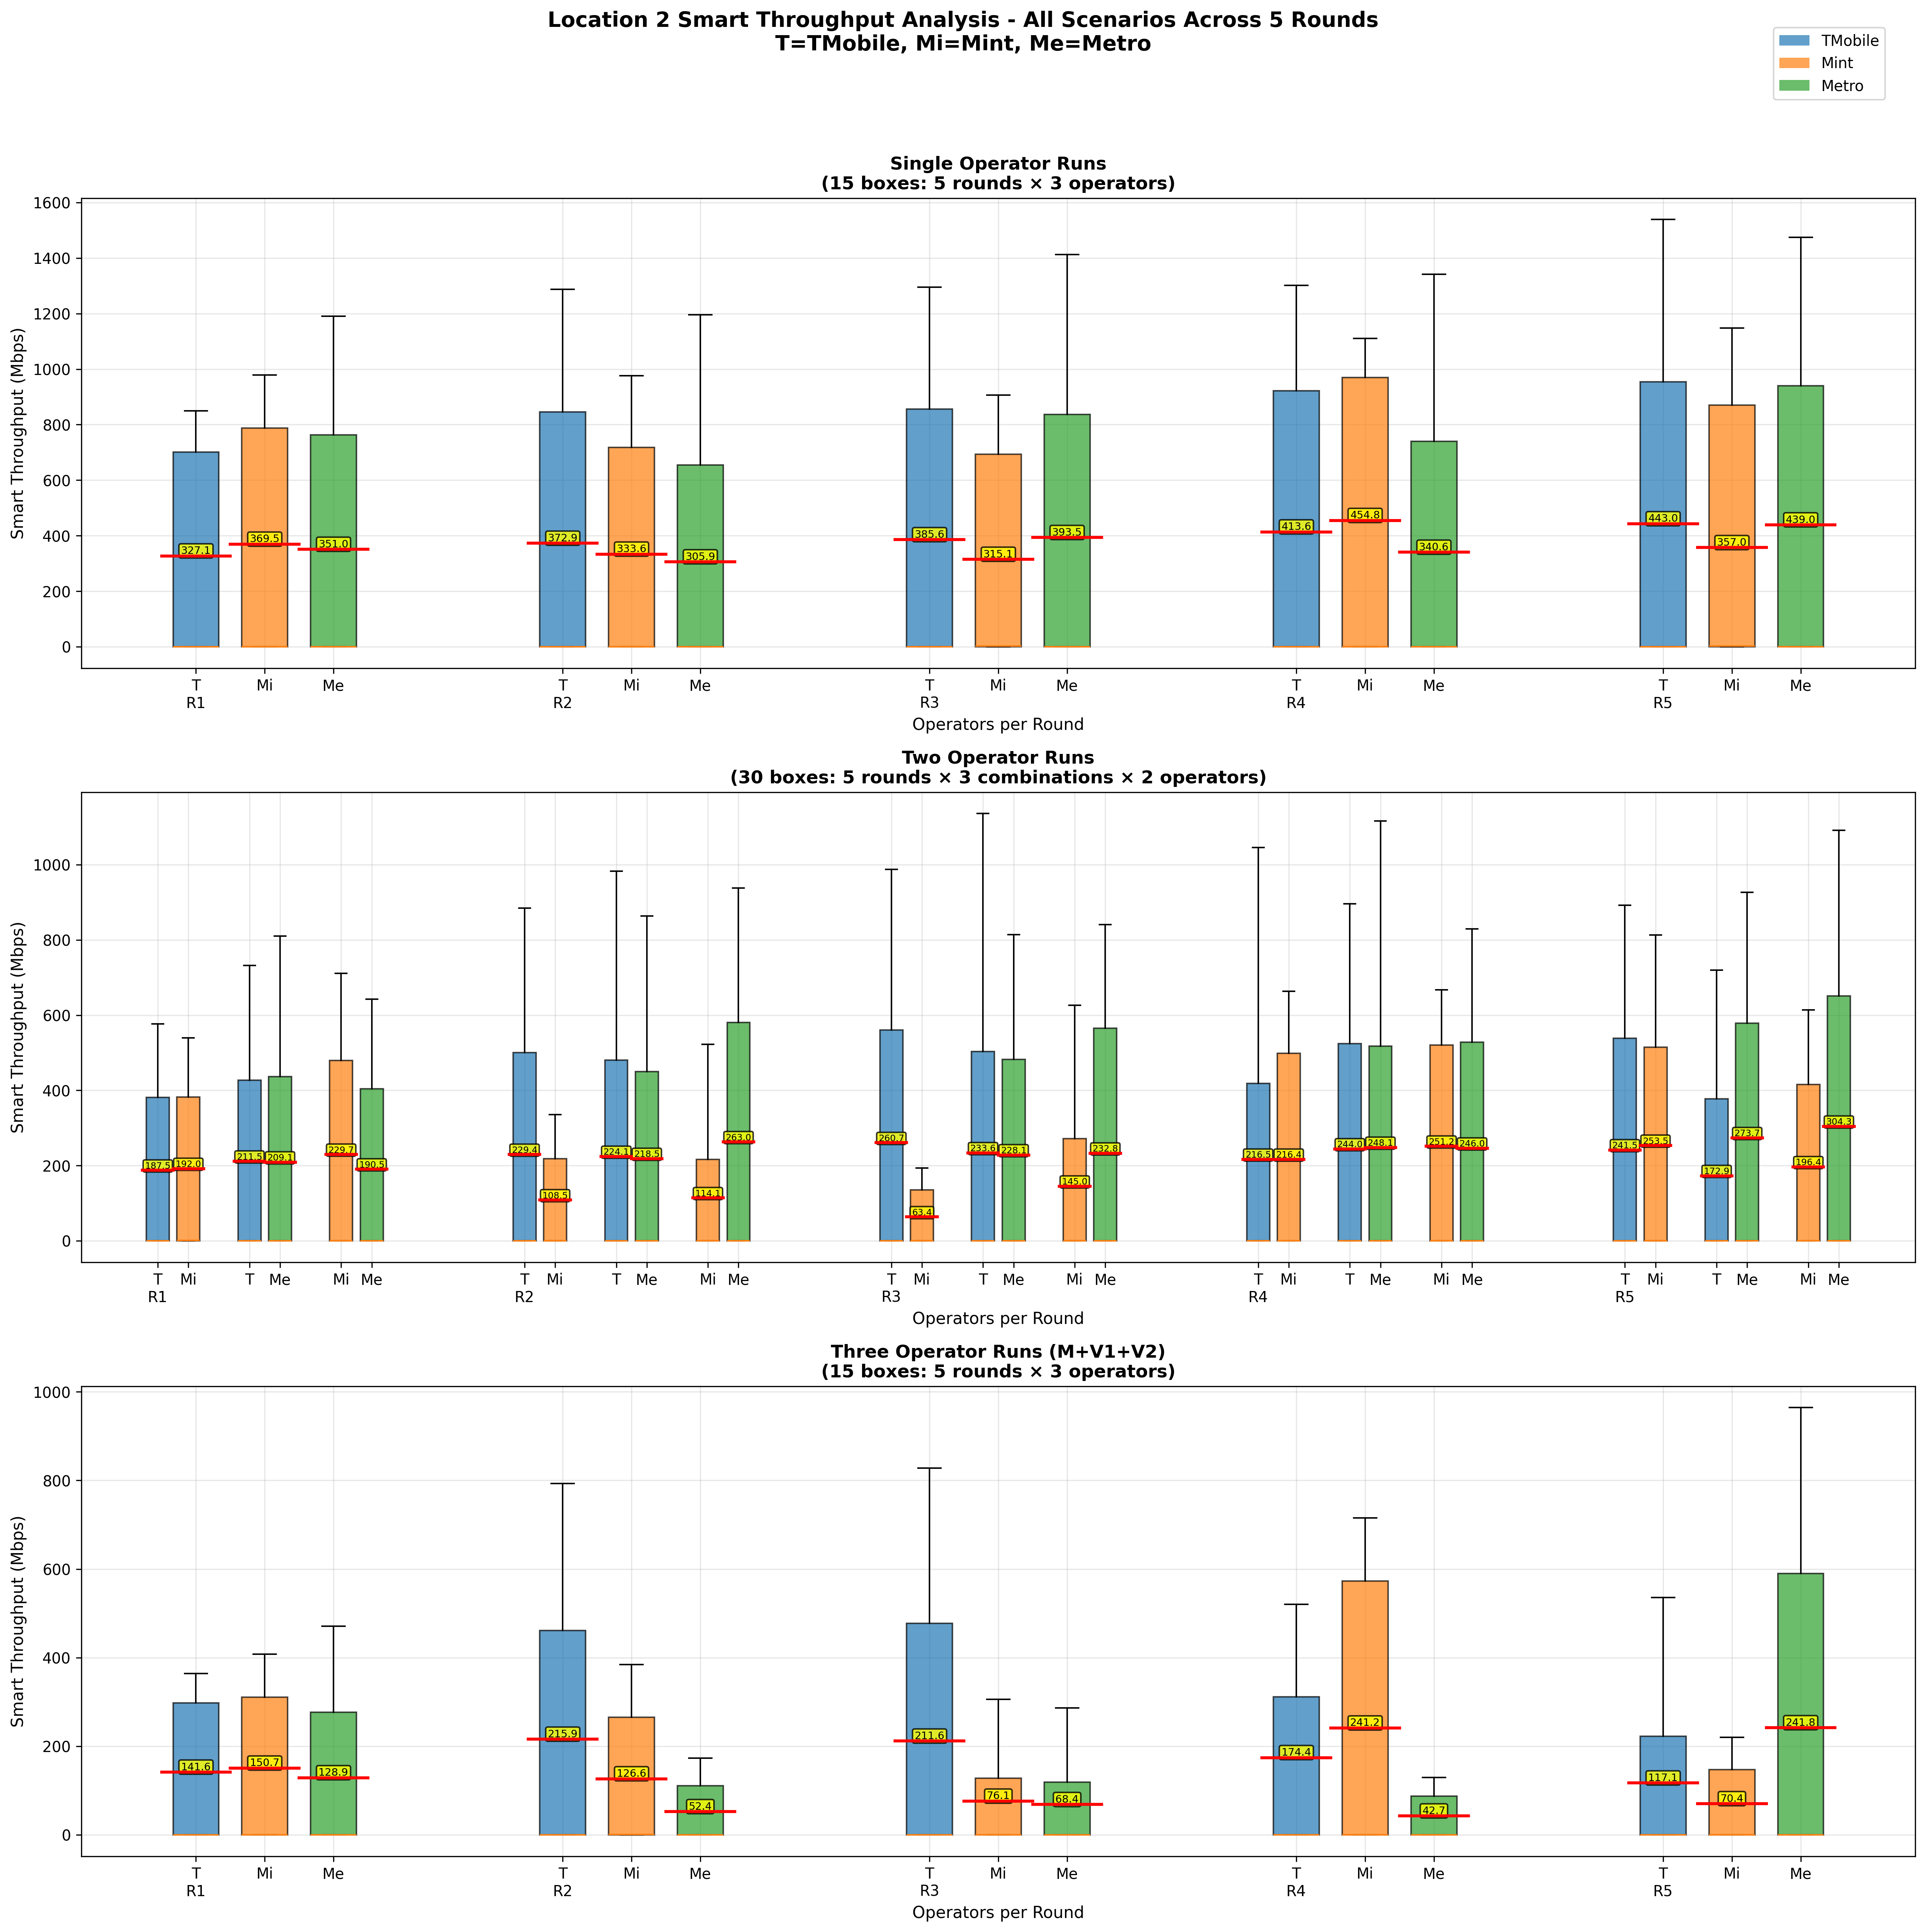 Location 2 Smart Throughput Analysis - All Scenarios Across 5 Rounds
T=TMobile, Mi=Mint, Me=Metro
TMobile
Mint
Metro
Single Operator Runs
(15 boxes: 5 rounds × 3 operators)
Smart Throughput (Mbps)
1600
1400
1200
1000
800
600
400
200
0
327.1 369.5 351.0 372.9 333.6 305.9 385.6 315.1 393.5 413.6 454.8 340.6 443.0 357.0 439.0
T Mi Me T Mi Me T Mi Me T Mi Me T Mi Me
R1 R2 R3 R4 R5
Operators per Round
Two Operator Runs
(30 boxes: 5 rounds × 3 combinations × 2 operators)
Smart Throughput (Mbps)
1000
800
600
400
200
0
187.5 192.0 211.5 209.1 229.7 190.5 229.4 108.5 224.1 218.5 114.1 263.0 260.7 63.4 233.6 228.1 145.0 232.8 216.5 216.4 244.0 248.1 251.2 246.0 241.5 253.5 172.9 273.7 196.4 304.3
T Mi T Me Mi Me T Mi T Me Mi Me T Mi T Me Mi Me T Mi T Me Mi Me T Mi T Me Mi Me
R1 R2 R3 R4 R5
Operators per Round
Three Operator Runs (M+V1+V2)
(15 boxes: 5 rounds × 3 operators)
Smart Throughput (Mbps)
1000
800
600
400
200
0
141.6 150.7 128.9 215.9 126.6 52.4 211.6 76.1 68.4 174.4 241.2 42.7 117.1 70.4 241.8
T Mi Me T Mi Me T Mi Me T Mi Me T Mi Me
R1 R2 R3 R4 R5
Operators per Round